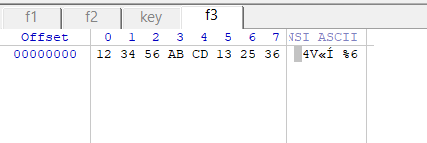 f1 f2 key f3
Offset 0 1 2 3 4 5 6 7 NSI ASCII
00000000 12 34 56 AB CD 13 25 36 4V«Í %6